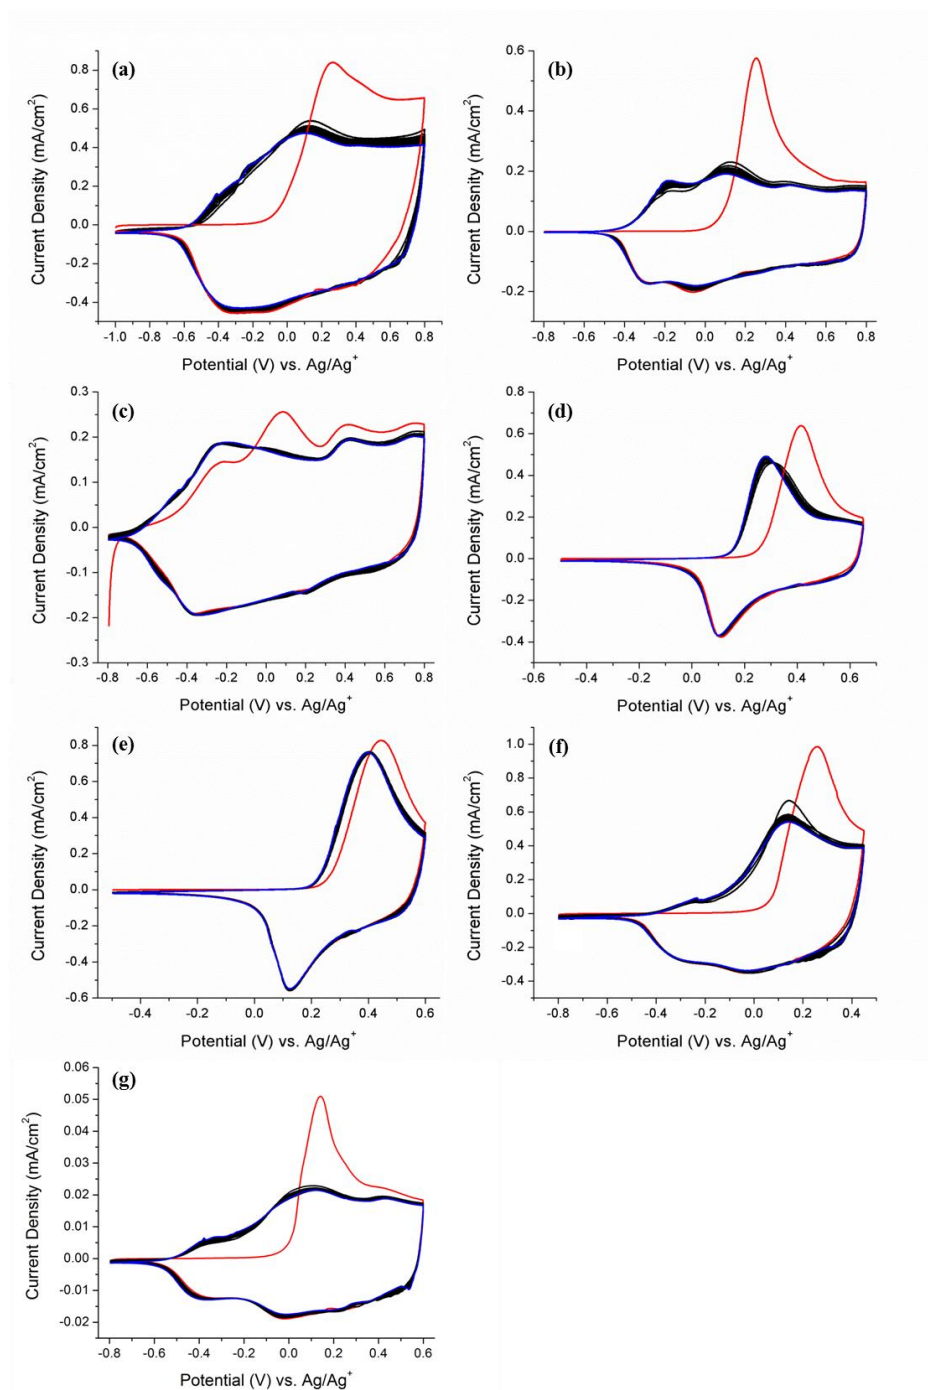 (a)
Current Density (mA/cm²)
0.8
0.6
0.4
0.2
0.0
-0.2
-0.4
-1.0 -0.8 -0.6 -0.4 -0.2 0.0 0.2 0.4 0.6 0.8
Potential (V) vs. Ag/Ag⁺
(b)
Current Desnity (mA/cm²)
0.6
0.4
0.2
0.0
-0.2
-0.8 -0.6 -0.4 -0.2 0.0 0.2 0.4 0.6 0.8
Potential (V) vs. Ag/Ag⁺
(c)
Current Density (mA/cm²)
0.3
0.2
0.1
0.0
-0.1
-0.2
-0.3
-0.8 -0.6 -0.4 -0.2 0.0 0.2 0.4 0.6 0.8
Potential (V) vs. Ag/Ag⁺
(d)
Current Density (mA/cm²)
0.8
0.6
0.4
0.2
0.0
-0.2
-0.4
-0.6 -0.4 -0.2 0.0 0.2 0.4 0.6
Potential (V) vs. Ag/Ag⁺
(e)
Current Density (mA/cm²)
0.8
0.6
0.4
0.2
0.0
-0.2
-0.4
-0.6
-0.4 -0.2 0.0 0.2 0.4 0.6
Potential (V) vs. Ag/Ag⁺
(f)
Current Density (mA/cm²)
1.0
0.8
0.6
0.4
0.2
0.0
-0.2
-0.4
-0.8 -0.6 -0.4 -0.2 0.0 0.2 0.4
Potential (V) vs. Ag/Ag⁺
(g)
Current Density (mA/cm²)
0.06
0.05
0.04
0.03
0.02
0.01
0.00
-0.01
-0.02
-0.8 -0.6 -0.4 -0.2 0.0 0.2 0.4 0.6
Potential (V) vs. Ag/Ag⁺